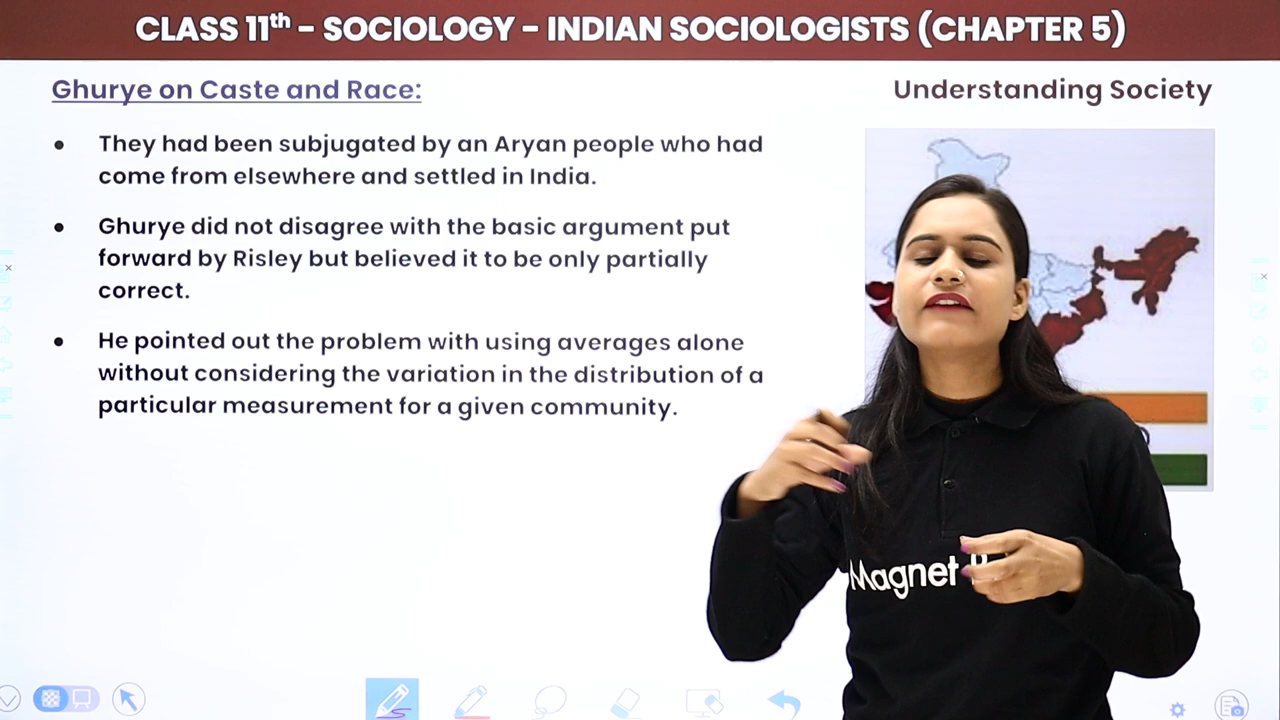 CLASS 11th - SOCIOLOGY - INDIAN SOCIOLOGISTS (CHAPTER 5)
Ghurye on Caste and Race:
Understanding Society
• They had been subjugated by an Aryan people who had
come from elsewhere and settled in India.
• Ghurye did not disagree with the basic argument put
forward by Risley but believed it to be only partially
correct.
• He pointed out the problem with using averages alone
without considering the variation in the distribution of a
particular measurement for a given community.
Magnet